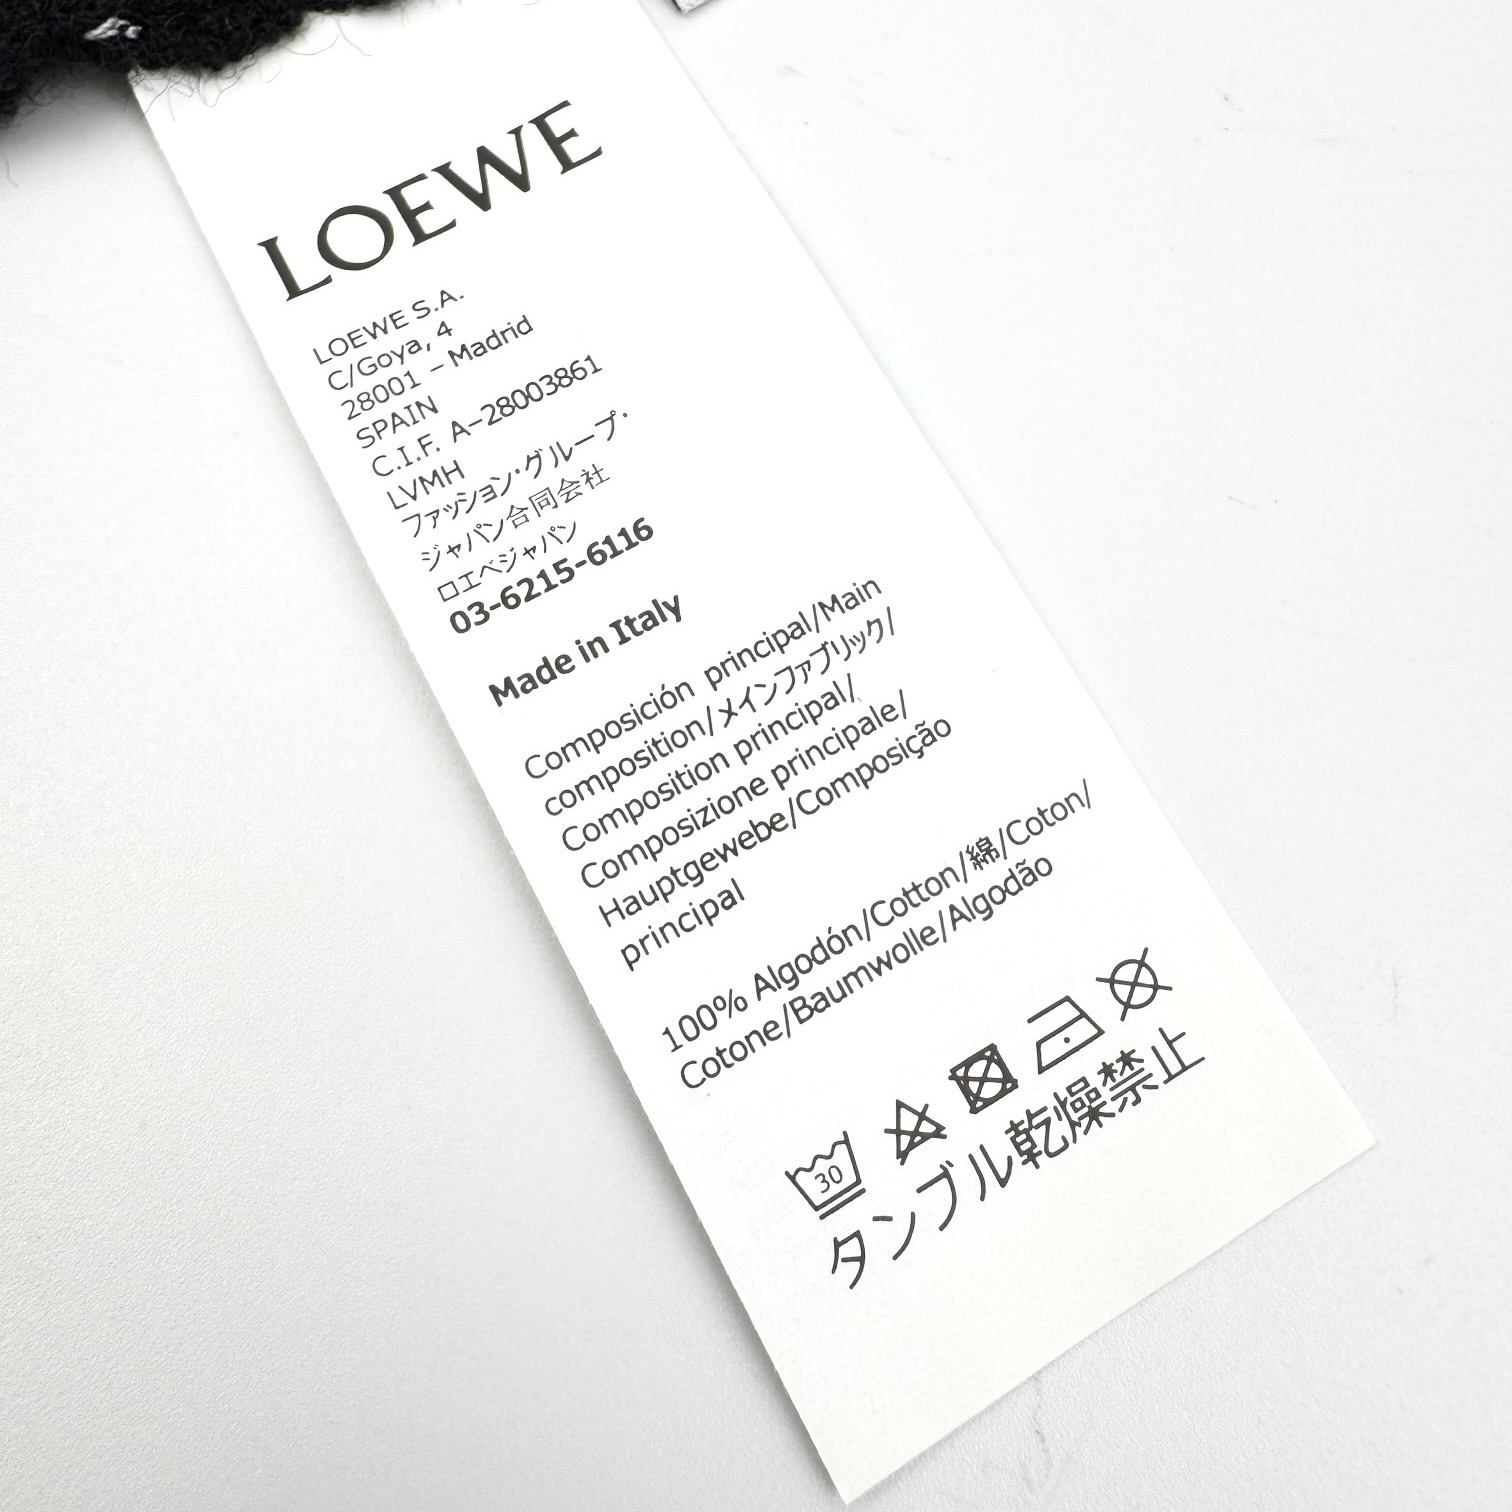 LOEWE
LOEWE S.A.
C/Goya, 4
28001 – Madrid
SPAIN
C.I.F. A-28003861
LVMH
ファッション・グループ・
ジャパン合同会社
ロエベジャパン
03-6215-6116
Made in Italy
Composición principal/Main
composition/メインファブリック/
Composition principal/
Composizione principale/
Hauptgewebe/Composição
principal
100% Algodón/Cotton/綿/Coton/
Cotone/Baumwolle/Algodão
30
タンブル乾燥禁止